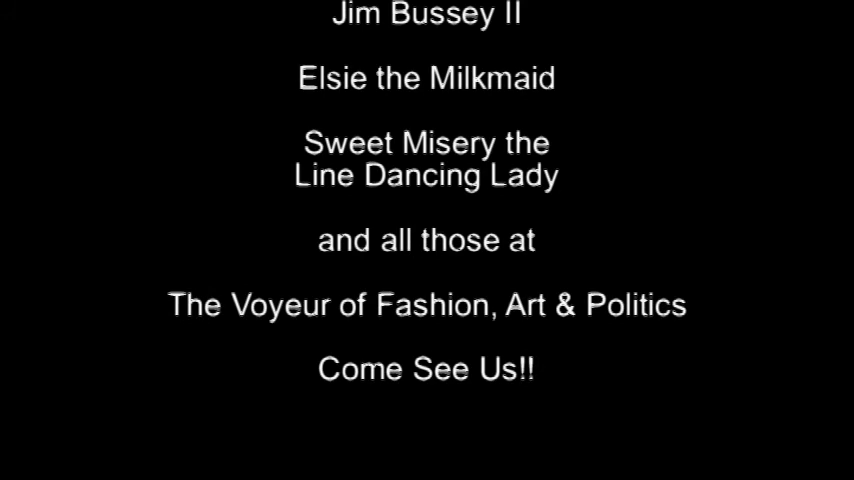 Jim Bussey II
Elsie the Milkmaid
Sweet Misery the
Line Dancing Lady
and all those at
The Voyeur of Fashion, Art & Politics
Come See Us!!